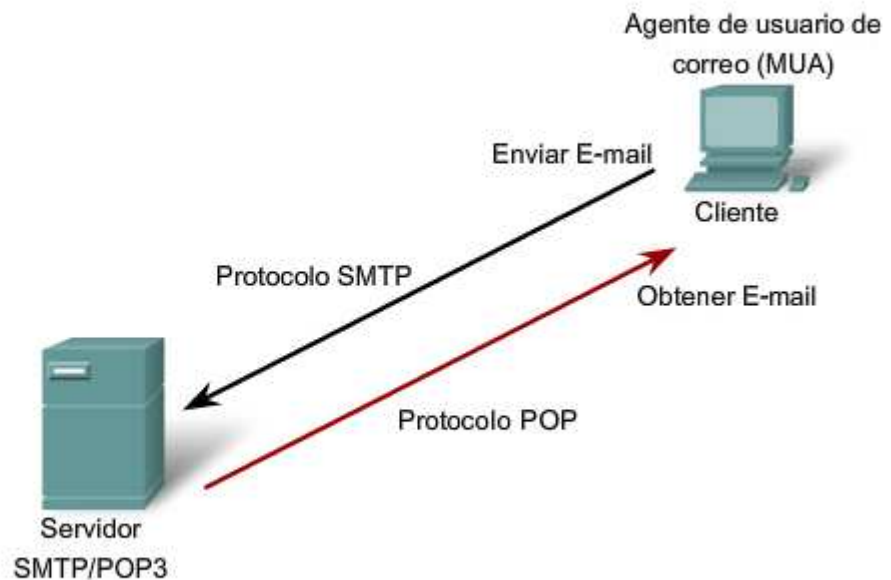 Agente de usuario de
correo (MUA)
Enviar E-mail
Cliente
Protocolo SMTP
Obtener E-mail
Protocolo POP
Servidor
SMTP/POP3